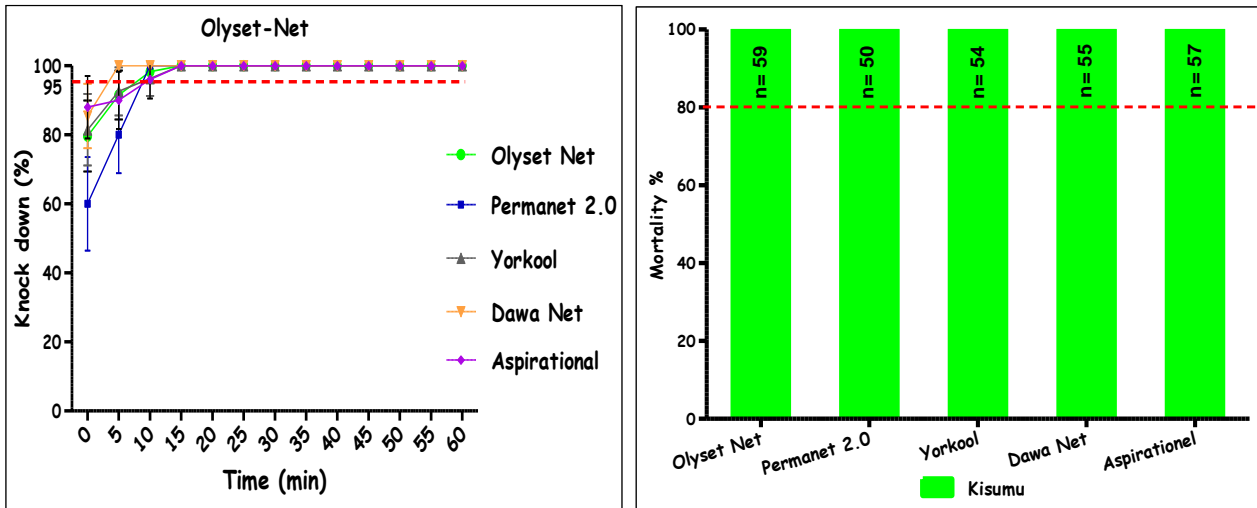 Olyset-Net
Knock down (%)
100
95
80
60
40
20
0
0 5 10 15 20 25 30 35 40 45 50 55 60
Time (min)
Olyset Net
Permanet 2.0
Yorkool
Dawa Net
Aspirational
Mortality %
100
80
60
40
20
0
n= 59
n= 50
n= 54
n= 55
n= 57
Olyset Net
Permanet 2.0
Yorkool
Dawa Net
Aspirationel
Kisumu